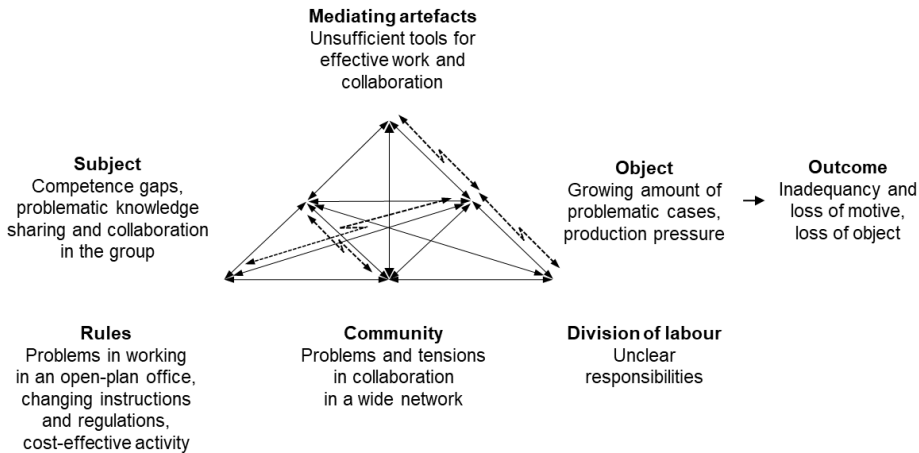 Mediating artefacts
Unsufficient tools for
effective work and
collaboration
Subject
Competence gaps,
problematic knowledge
sharing and collaboration
in the group
Object
Growing amount of
problematic cases,
production pressure
Outcome
Inadequancy and
loss of motive,
loss of object
Rules
Problems in working
in an open-plan office,
changing instructions
and regulations,
cost-effective activity
Community
Problems and tensions
in collaboration
in a wide network
Division of labour
Unclear
responsibilities